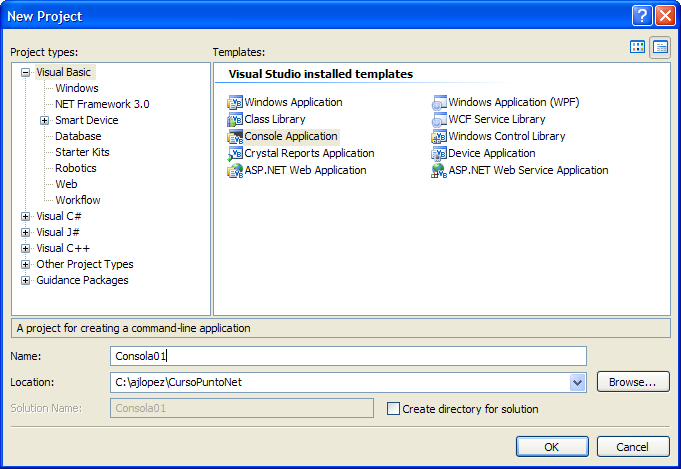 New Project
Project types:
Templates:
Visual Basic
Windows
NET Framework 3.0
Smart Device
Database
Starter Kits
Robotics
Web
Workflow
Visual C#
Visual J#
Visual C++
Other Project Types
Guidance Packages
Visual Studio installed templates
Windows Application
Class Library
Console Application
Crystal Reports Application
ASP.NET Web Application
Windows Application (WPF)
WCF Service Library
Windows Control Library
Device Application
ASP.NET Web Service Application
A project for creating a command-line application
Name: Consola01
Location: C:\ajlopez\CursoPuntoNet Browse...
Solution Name: Consola01 Create directory for solution
OK Cancel